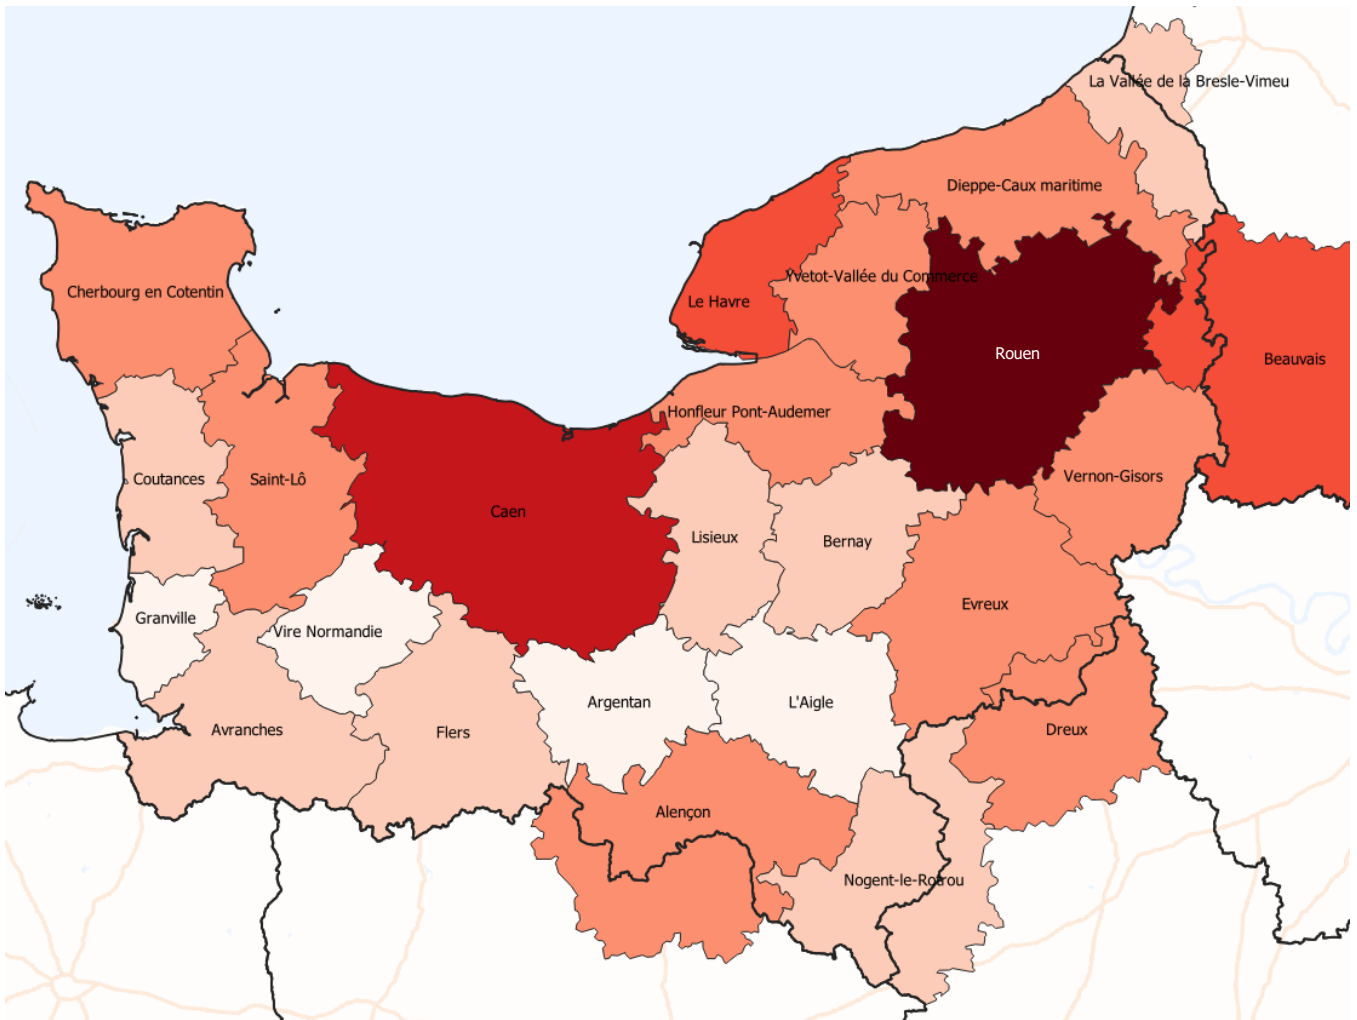 La Vallée de la Bresle-Vimeu
Dieppe-Caux maritime
Yvetot-Vallée du Commerce
Cherbourg en Cotentin
Le Havre
Rouen
Beauvais
Honfleur Pont-Audemer
Coutances
Saint-Lô
Vernon-Gisors
Caen
Lisieux
Bernay
Evreux
Granville
Vire Normandie
Argentan
L'Aigle
Avranches
Flers
Dreux
Alençon
Nogent-le-Rotrou